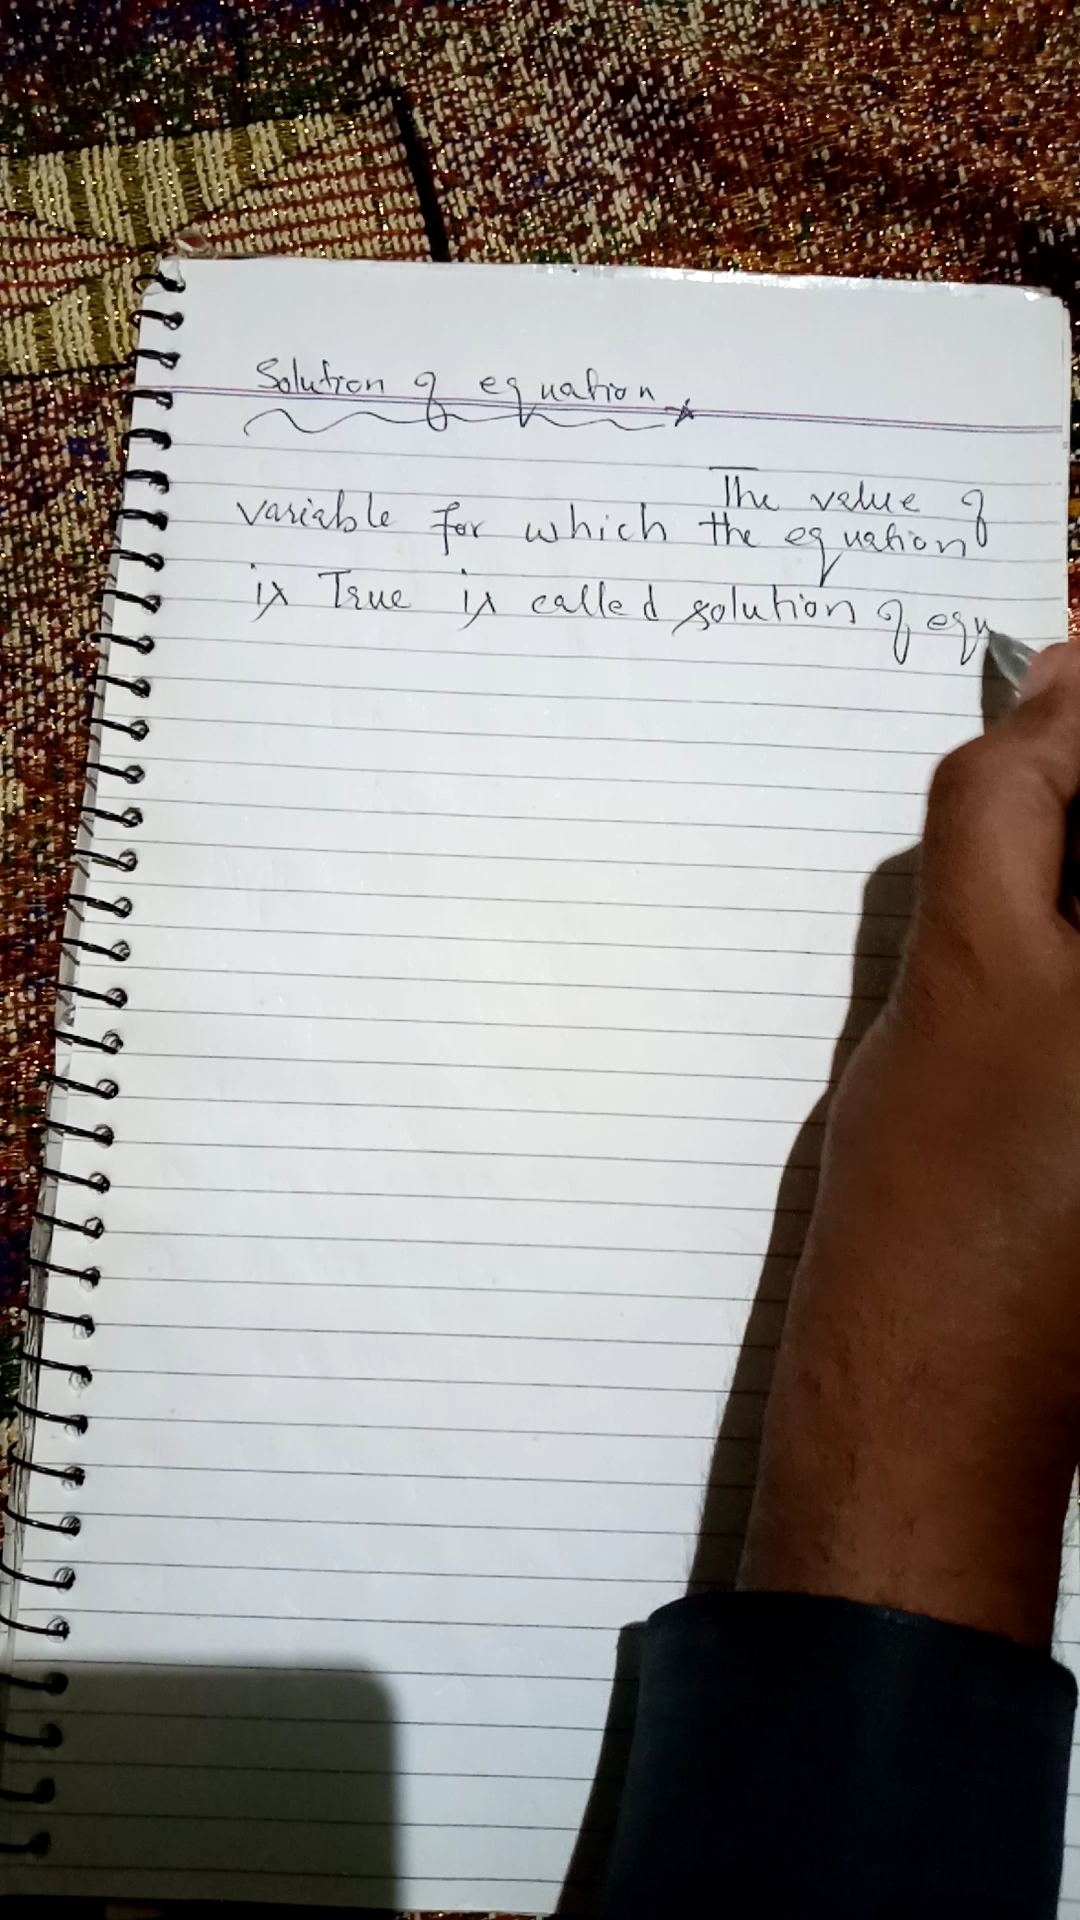 Solution of equation
The value of
variable for which the equation
is True is called solution of equ